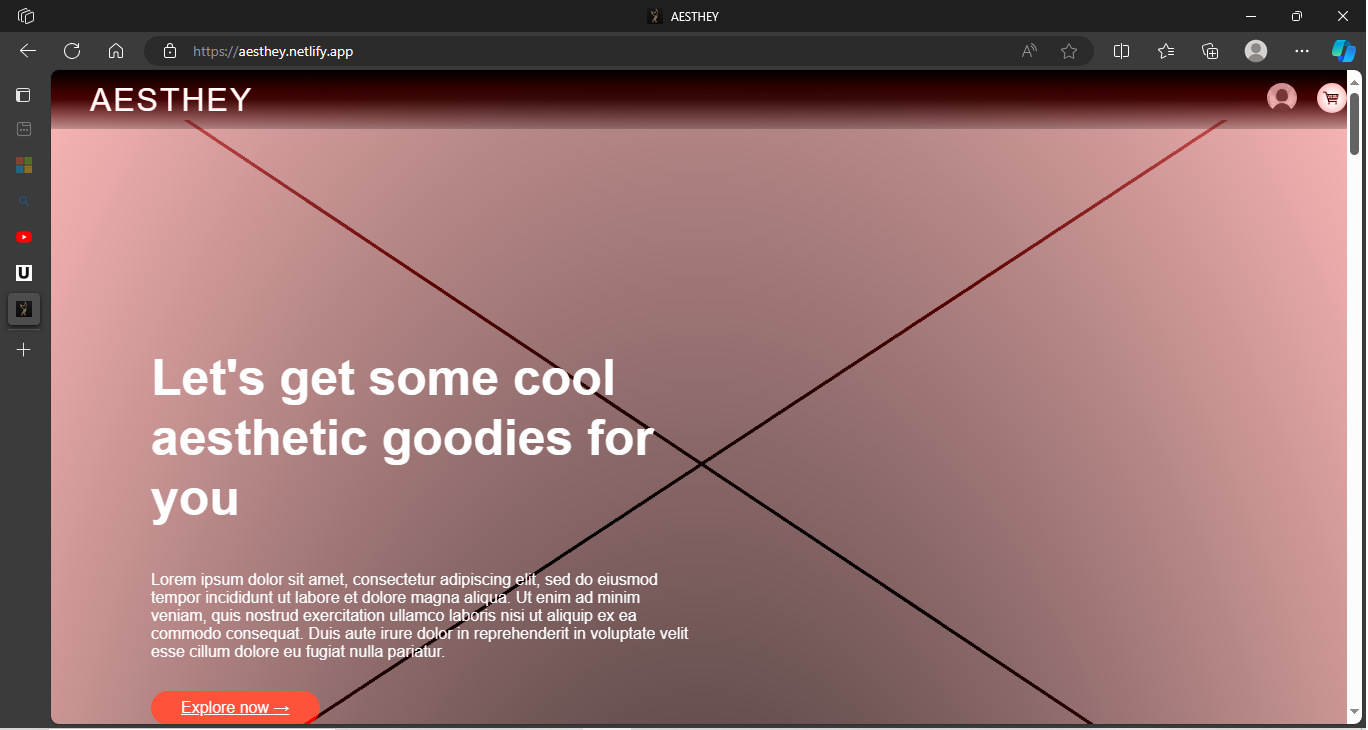 AESTHEY
https://aesthey.netlify.app
AESTHEY
Let's get some cool
aesthetic goodies for
you
Lorem ipsum dolor sit amet, consectetur adipiscing elit, sed do eiusmod
tempor incididunt ut labore et dolore magna aliqua. Ut enim ad minim
veniam, quis nostrud exercitation ullamco laboris nisi ut aliquip ex ea
commodo consequat. Duis aute irure dolor in reprehenderit in voluptate velit
esse cillum dolore eu fugiat nulla pariatur.
Explore now →